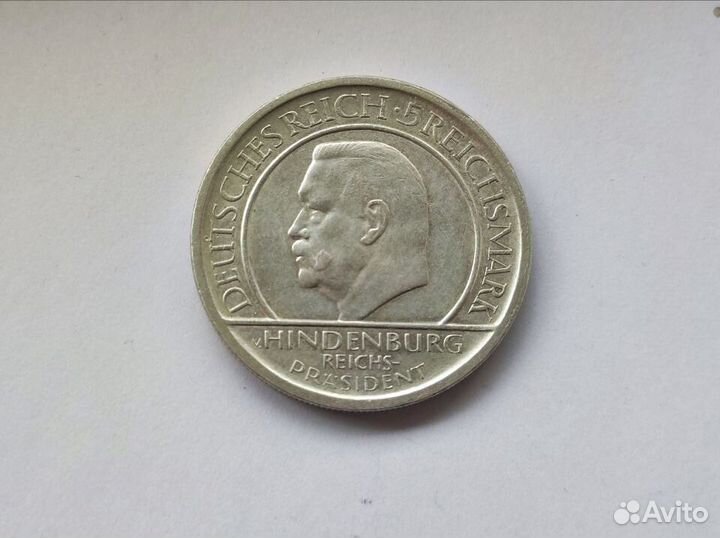 DEUTSCHES REICH · 5 REICHSMARK
v. HINDENBURG
REICHS-
PRÄSIDENT
Avito